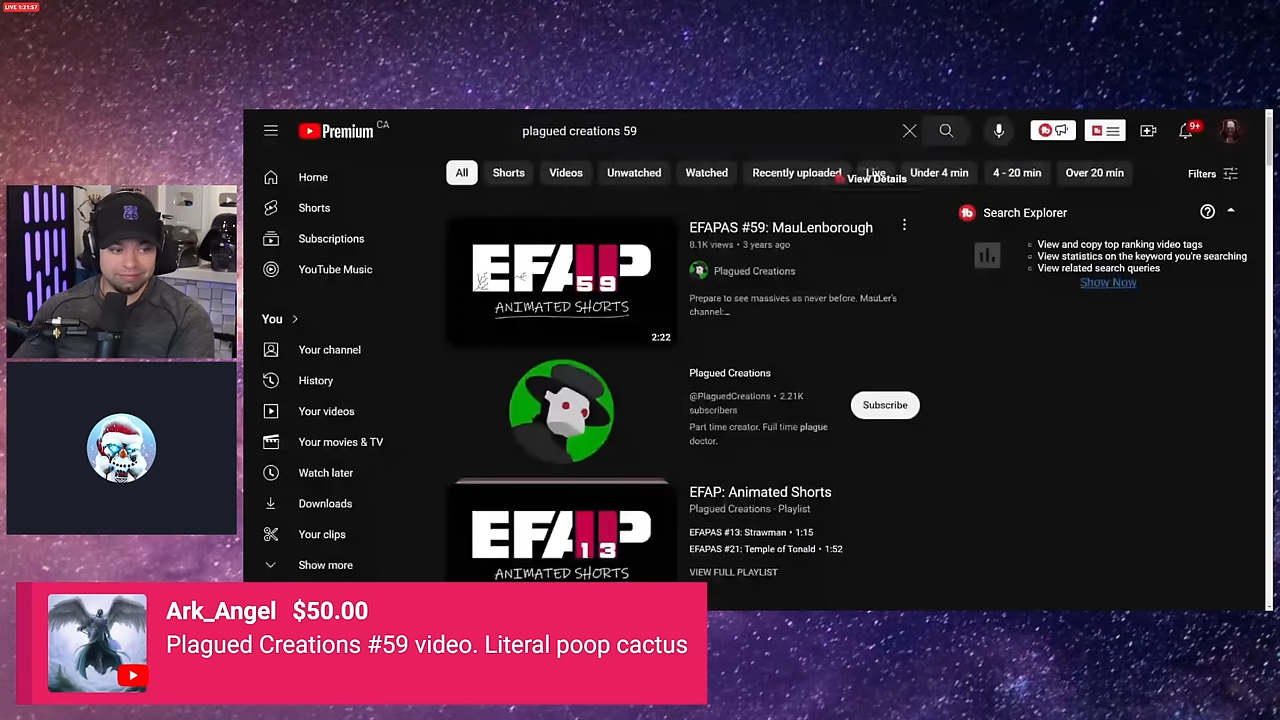 LIVE 1:21:57
Premium CA
plagued creations 59
9+
All
Shorts
Videos
Unwatched
Watched
Recently uploaded
Live
Under 4 min
4 - 20 min
Over 20 min
Filters
View Details
Home
Shorts
Subscriptions
YouTube Music
You
Your channel
History
Your videos
Your movies & TV
Watch later
Downloads
Your clips
Show more
EFAP
59
ANIMATED SHORTS
2:22
EFAPAS #59: MauLenborough
8.1K views • 3 years ago
Plagued Creations
Prepare to see massives as never before. MauLer's
channel:...
Plagued Creations
@PlaguedCreations • 2.21K
subscribers
Part time creator. Full time plague
doctor.
Subscribe
EFAP
13
ANIMATED SHORTS
EFAP: Animated Shorts
Plagued Creations · Playlist
EFAPAS #13: Strawman • 1:15
EFAPAS #21: Temple of Tonald • 1:52
VIEW FULL PLAYLIST
tb Search Explorer
View and copy top ranking video tags
View statistics on the keyword you're searching
View related search queries
Show Now
Ark_Angel $50.00
Plagued Creations #59 video. Literal poop cactus